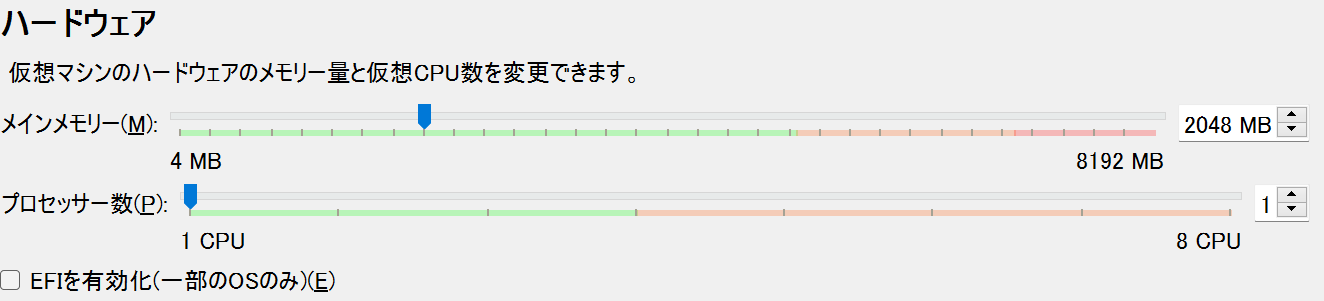 ハードウェア
仮想マシンのハードウェアのメモリー量と仮想CPU数を変更できます。
メインメモリー(M): 2048 MB
4 MB 8192 MB
プロセッサー数(P): 1
1 CPU 8 CPU
EFIを有効化(一部のOSのみ)(E)